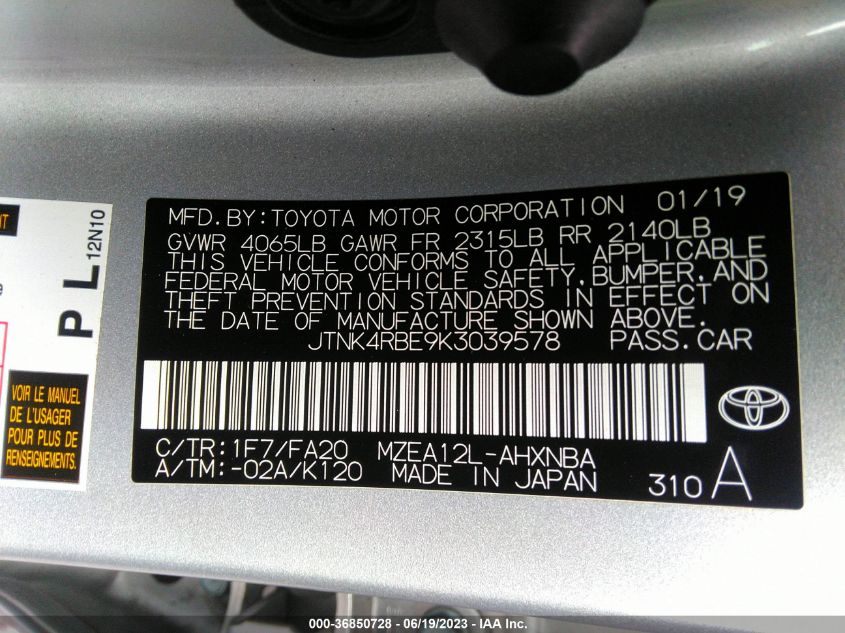 MFD.BY:TOYOTA MOTOR CORPORATION 01/19
GVWR 4065LB GAWR FR 2315LB RR 2140LB
THIS VEHICLE CONFORMS TO ALL APPLICABLE
FEDERAL MOTOR VEHICLE SAFETY,BUMPER,AND
THEFT PREVENTION STANDARDS IN EFFECT ON
THE DATE OF MANUFACTURE SHOWN ABOVE.
JTNK4RBE9K3039578 PASS.CAR
C/TR:1F7/FA20 MZEA12L-AHXNBA
A/TM:-02A/K120 MADE IN JAPAN 310 A
P L 12N10
VOIR LE MANUEL
DE L'USAGER
POUR PLUS DE
RENSEIGNEMENTS.
000-36850728 - 06/19/2023 - IAA Inc.